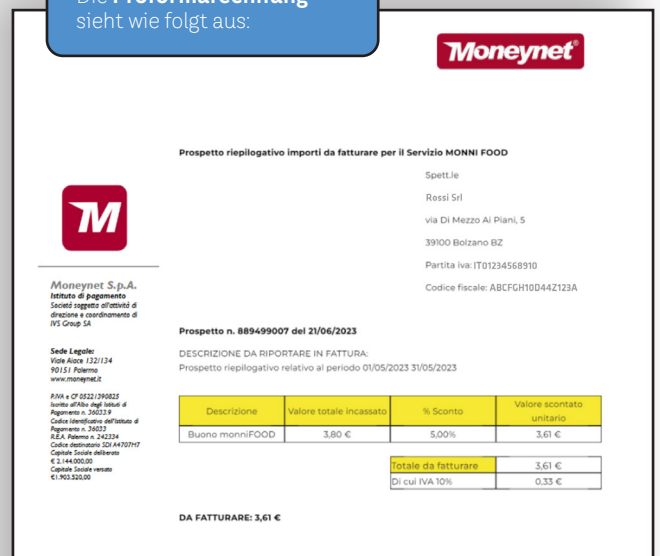 Die Proformarechnung
sieht wie folgt aus:
Moneynet®
Prospetto riepilogativo importi da fatturare per il Servizio MONNI FOOD
Spett.le
Rossi Srl
via Di Mezzo Ai Piani, 5
39100 Bolzano BZ
Partita iva: IT01234568910
Codice fiscale: ABCFGH10D44Z123A
M
Moneynet S.p.A.
Istituto di pagamento
Società soggetta all'attività di
direzione e coordinamento di
IVS Group SA
Sede Legale:
Viale Aiace 132/134
90151 Palermo
www.moneynet.it
P.IVA e CF 05221390825
Iscritto all'Albo degli Istituti di
Pagamento n. 36033.9
Codice Identificativo dell'Istituto di
Pagamento n. 36033
R.E.A. Palermo n. 242334
Codice destinatario SDI A4707H7
Capitale Sociale deliberato
€ 2.144.000,00
Capitale Sociale versato
€1.903.520,00
Prospetto n. 889499007 del 21/06/2023
DESCRIZIONE DA RIPORTARE IN FATTURA:
Prospetto riepilogativo relativo al periodo 01/05/2023 31/05/2023
Descrizione Valore totale incassato % Sconto Valore scontato
unitario
Buono monniFOOD 3,80 € 5,00% 3,61 €
Totale da fatturare 3,61 €
Di cui IVA 10% 0,33 €
DA FATTURARE: 3,61 €